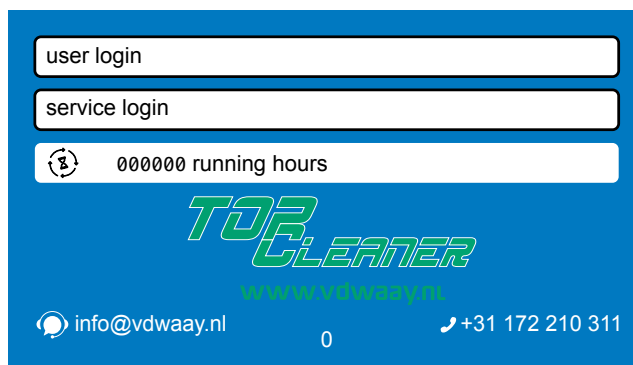 user login
service login
000000 running hours
TOP
CLEANER
www.vdwaay.nl
info@vdwaay.nl
+31 172 210 311
0